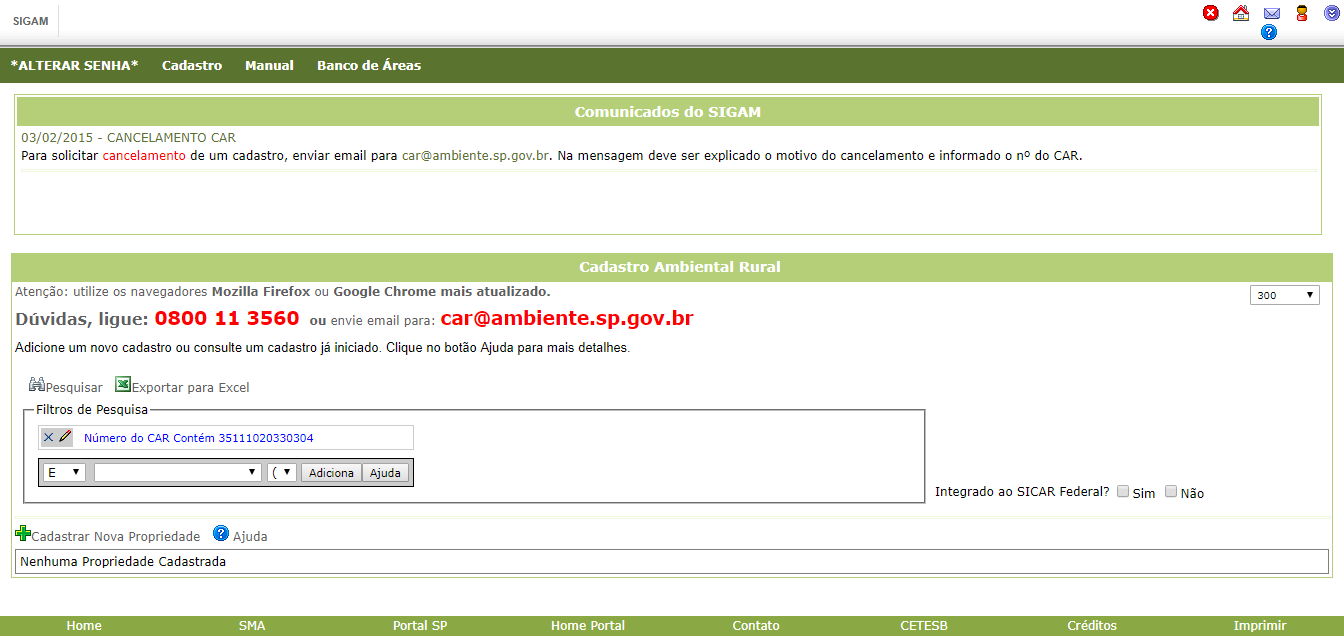 SIGAM
*ALTERAR SENHA* Cadastro Manual Banco de Áreas
Comunicados do SIGAM
03/02/2015 - CANCELAMENTO CAR
Para solicitar cancelamento de um cadastro, enviar email para car@ambiente.sp.gov.br. Na mensagem deve ser explicado o motivo do cancelamento e informado o nº do CAR.
Cadastro Ambiental Rural
Atenção: utilize os navegadores Mozilla Firefox ou Google Chrome mais atualizado.
300
Dúvidas, ligue: 0800 11 3560 ou envie email para: car@ambiente.sp.gov.br
Adicione um novo cadastro ou consulte um cadastro já iniciado. Clique no botão Ajuda para mais detalhes.
Pesquisar Exportar para Excel
Filtros de Pesquisa
Número do CAR Contém 35111020330304
E ( Adiciona Ajuda
Integrado ao SICAR Federal? Sim Não
Cadastrar Nova Propriedade ? Ajuda
Nenhuma Propriedade Cadastrada
Home SMA Portal SP Home Portal Contato CETESB Créditos Imprimir